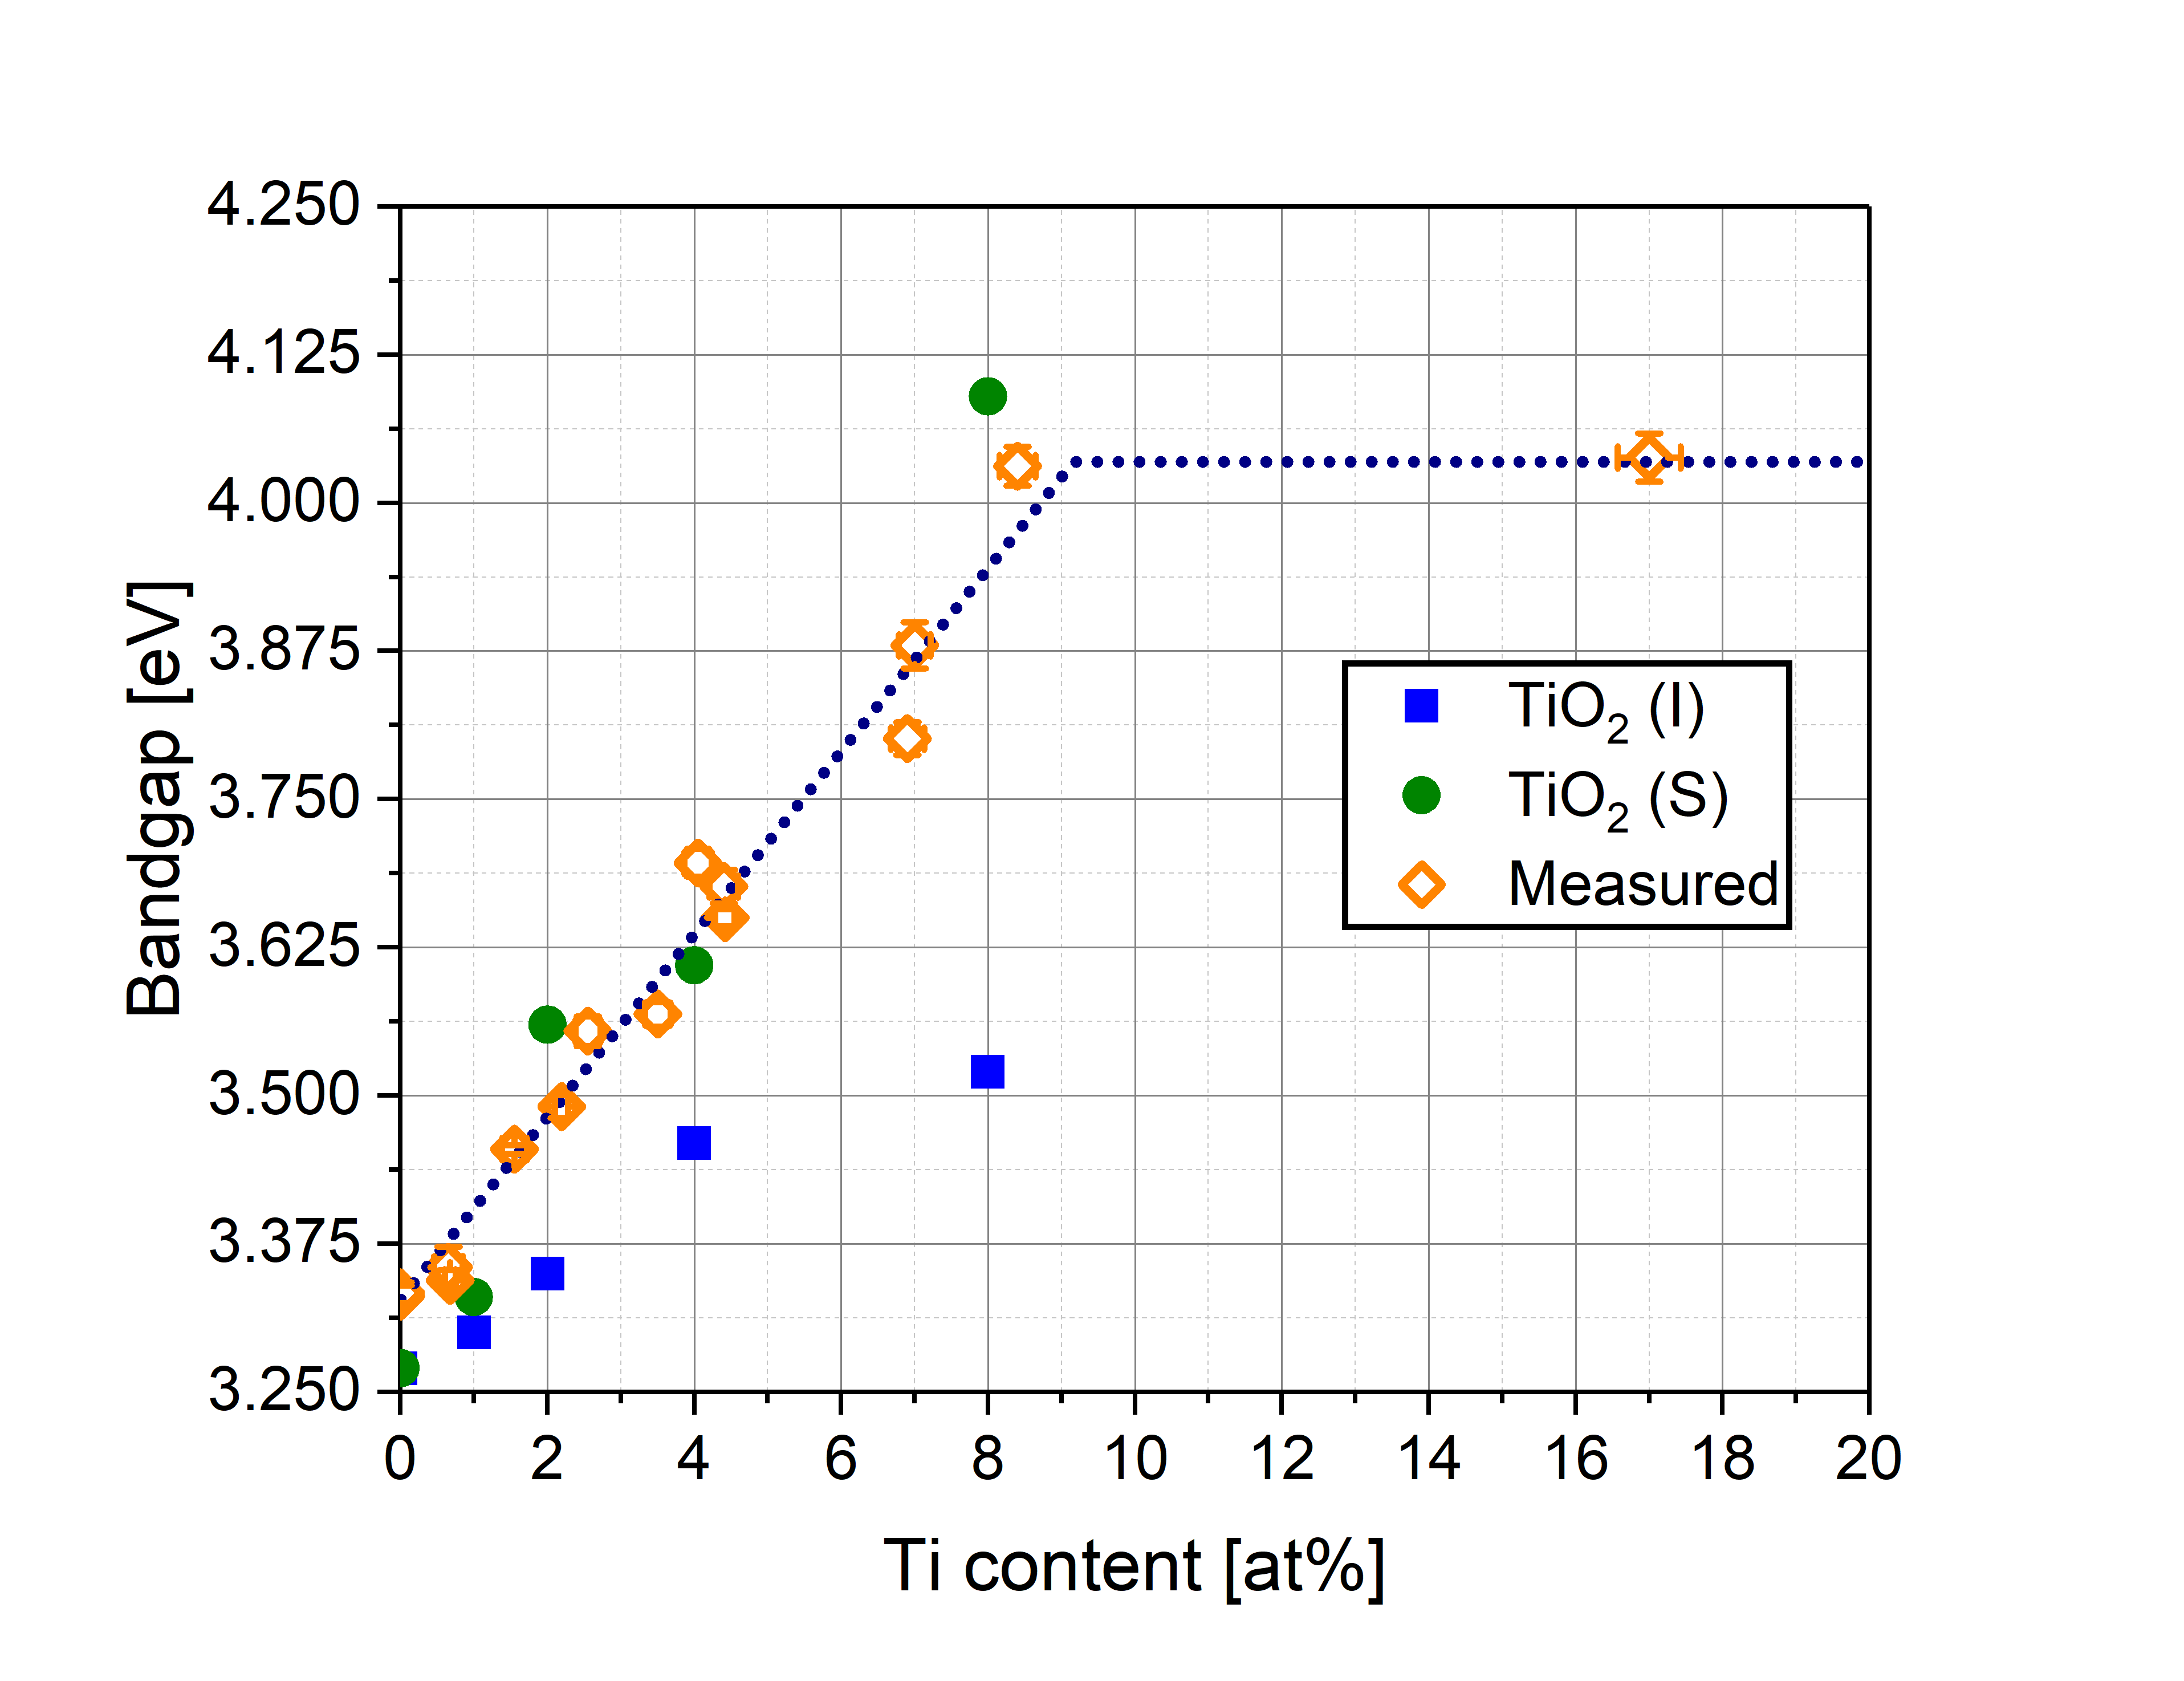 4.250
4.125
4.000
3.875
3.750
3.625
3.500
3.375
3.250
Bandgap [eV]
TiO2 (I)
TiO2 (S)
Measured
0 2 4 6 8 10 12 14 16 18 20
Ti content [at%]